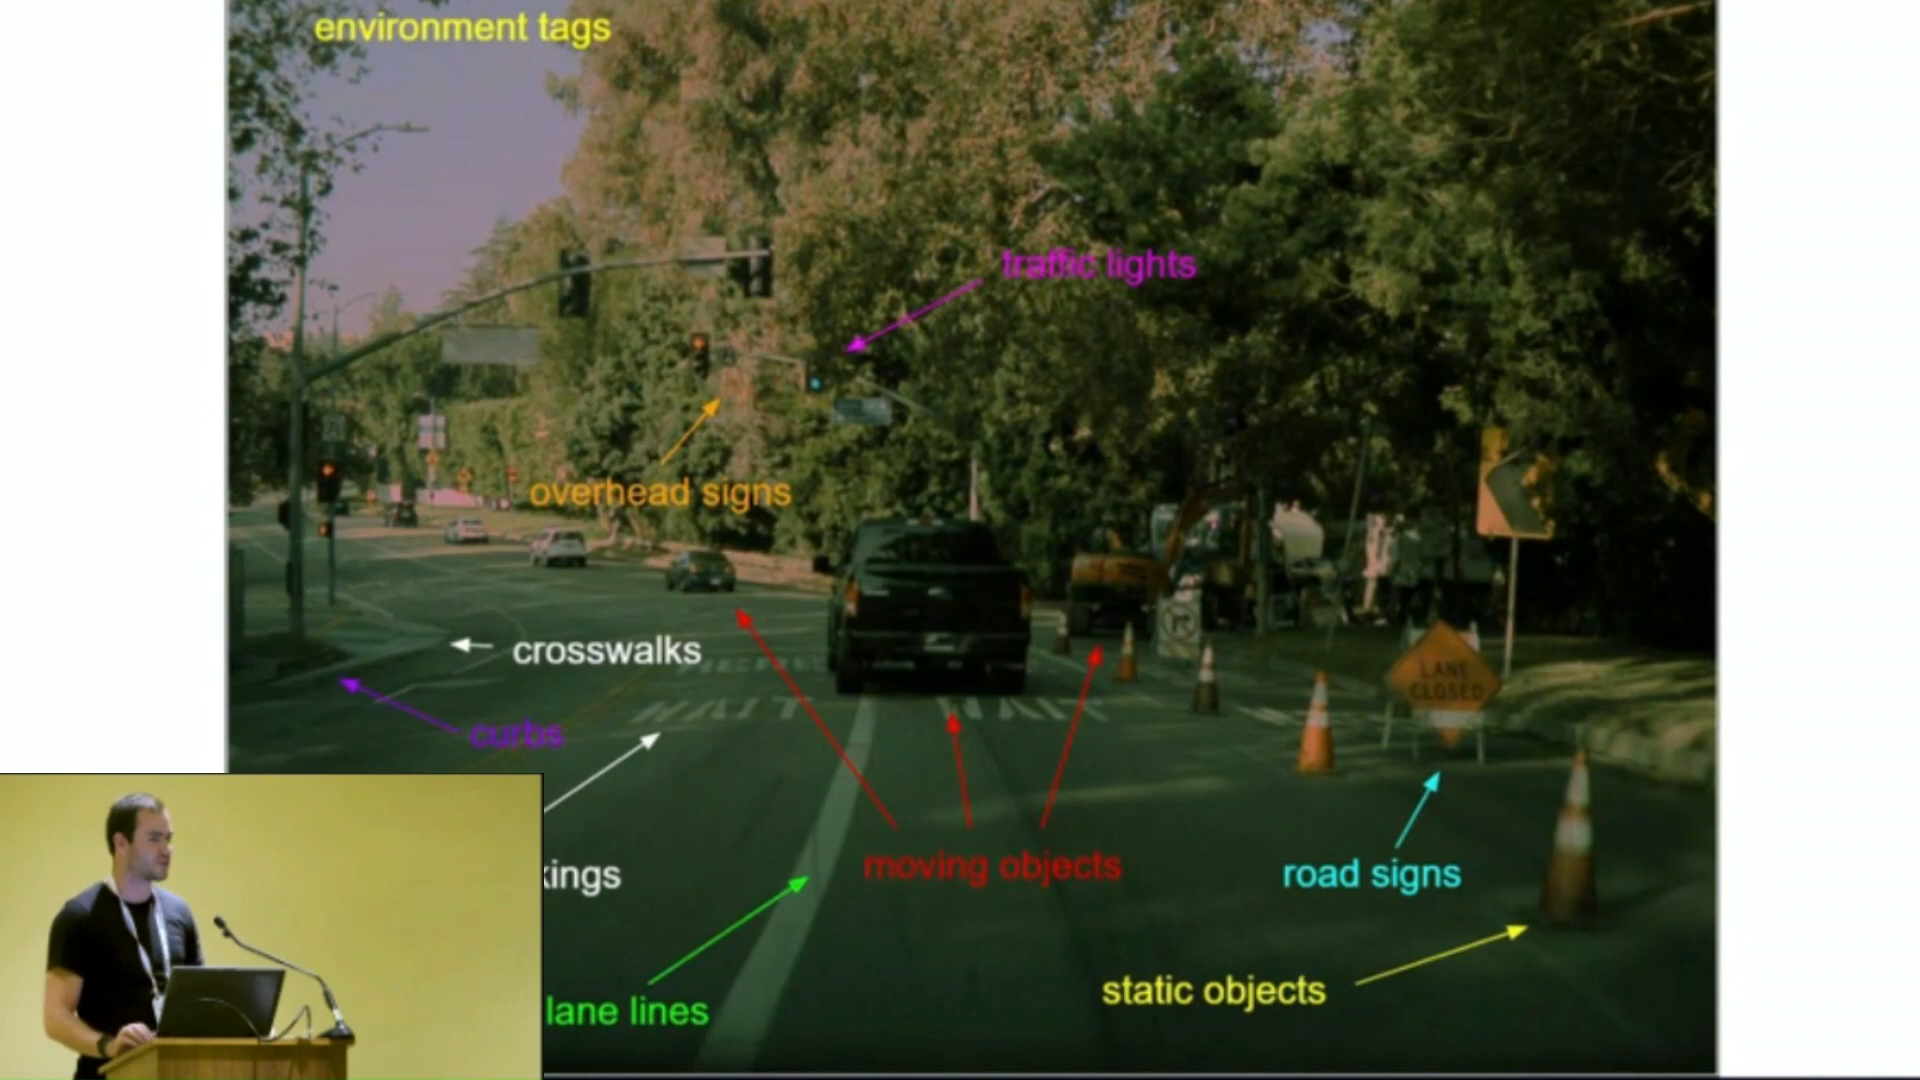 environment tags
traffic lights
overhead signs
crosswalks
curbs
LANE
CLOSED
WAIT
kings
moving objects
road signs
static objects
lane lines